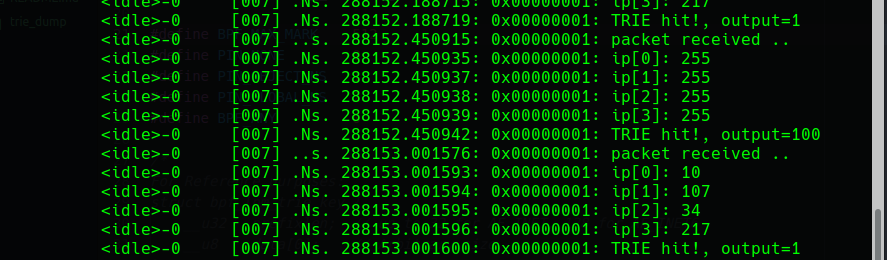 <idle>-0 [007] .Ns. 288152.188715: 0x00000001: ip[3]: 217
<idle>-0 [007] .Ns. 288152.188719: 0x00000001: TRIE hit!, output=1
<idle>-0 [007] ..s. 288152.450915: 0x00000001: packet received ..
<idle>-0 [007] .Ns. 288152.450935: 0x00000001: ip[0]: 255
<idle>-0 [007] .Ns. 288152.450937: 0x00000001: ip[1]: 255
<idle>-0 [007] .Ns. 288152.450938: 0x00000001: ip[2]: 255
<idle>-0 [007] .Ns. 288152.450939: 0x00000001: ip[3]: 255
<idle>-0 [007] .Ns. 288152.450942: 0x00000001: TRIE hit!, output=100
<idle>-0 [007] ..s. 288153.001576: 0x00000001: packet received ..
<idle>-0 [007] .Ns. 288153.001593: 0x00000001: ip[0]: 10
<idle>-0 [007] .Ns. 288153.001594: 0x00000001: ip[1]: 107
<idle>-0 [007] .Ns. 288153.001595: 0x00000001: ip[2]: 34
<idle>-0 [007] .Ns. 288153.001596: 0x00000001: ip[3]: 217
<idle>-0 [007] .Ns. 288153.001600: 0x00000001: TRIE hit!, output=1
trie_dump